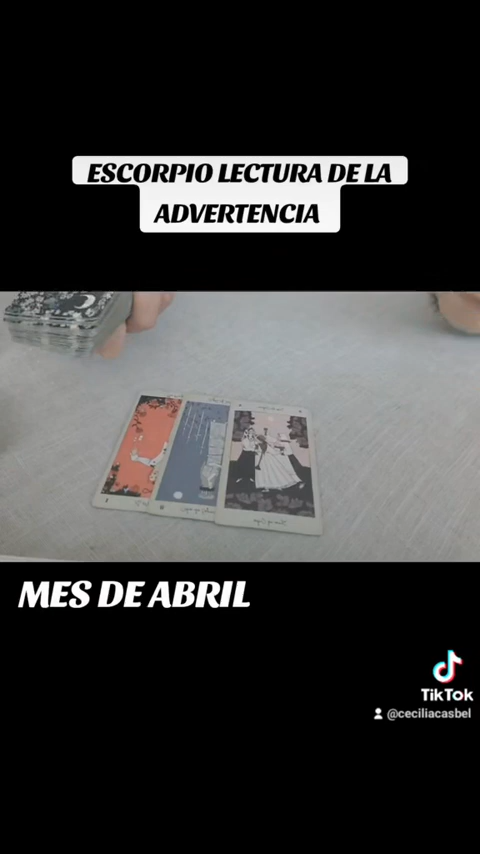 ESCORPIO LECTURA DE LA
ADVERTENCIA
MES DE ABRIL
TikTok
@ceciliacasbel